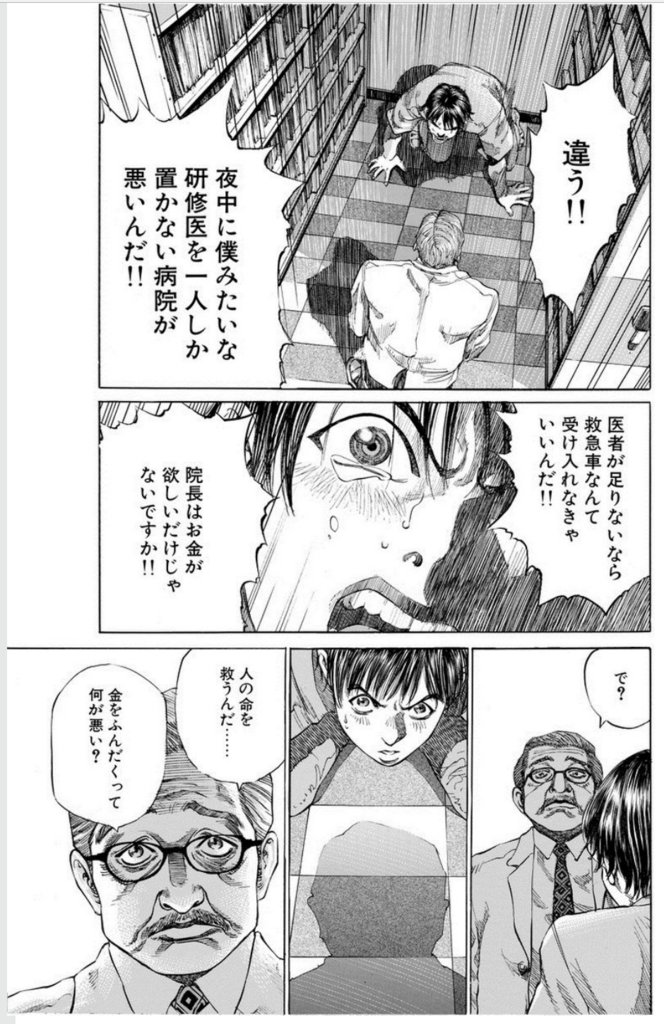 違う!!
夜中に僕みたいな
研修医を一人しか
置かない病院が
悪いんだ!!
医者が足りないなら
救急車なんて
受け入れなきゃ
いいんだ!!
院長はお金が
欲しいだけじゃ
ないですか!!
で?
人の命を
救うんだ……
金をふんだくって
何が悪い?